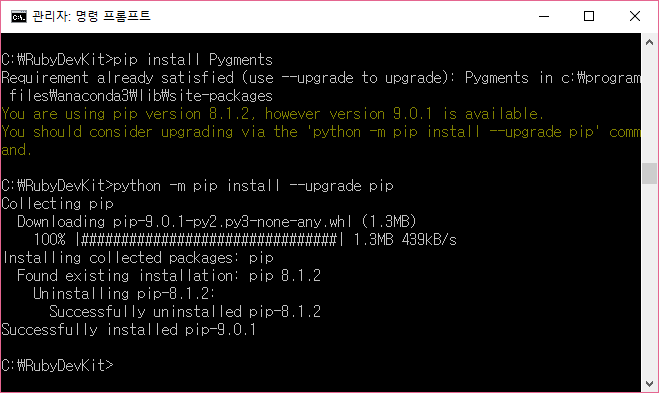 관리자: 명령 프롬프트
C:\RubyDevKit>pip install Pygments
Requirement already satisfied (use --upgrade to upgrade): Pygments in c:\program
 files\anaconda3\lib\site-packages
You are using pip version 8.1.2, however version 9.0.1 is available.
You should consider upgrading via the 'python -m pip install --upgrade pip' comm
and.
C:\RubyDevKit>python -m pip install --upgrade pip
Collecting pip
  Downloading pip-9.0.1-py2.py3-none-any.whl (1.3MB)
    100% |################################| 1.3MB 439kB/s
Installing collected packages: pip
  Found existing installation: pip 8.1.2
    Uninstalling pip-8.1.2:
      Successfully uninstalled pip-8.1.2
Successfully installed pip-9.0.1
C:\RubyDevKit>